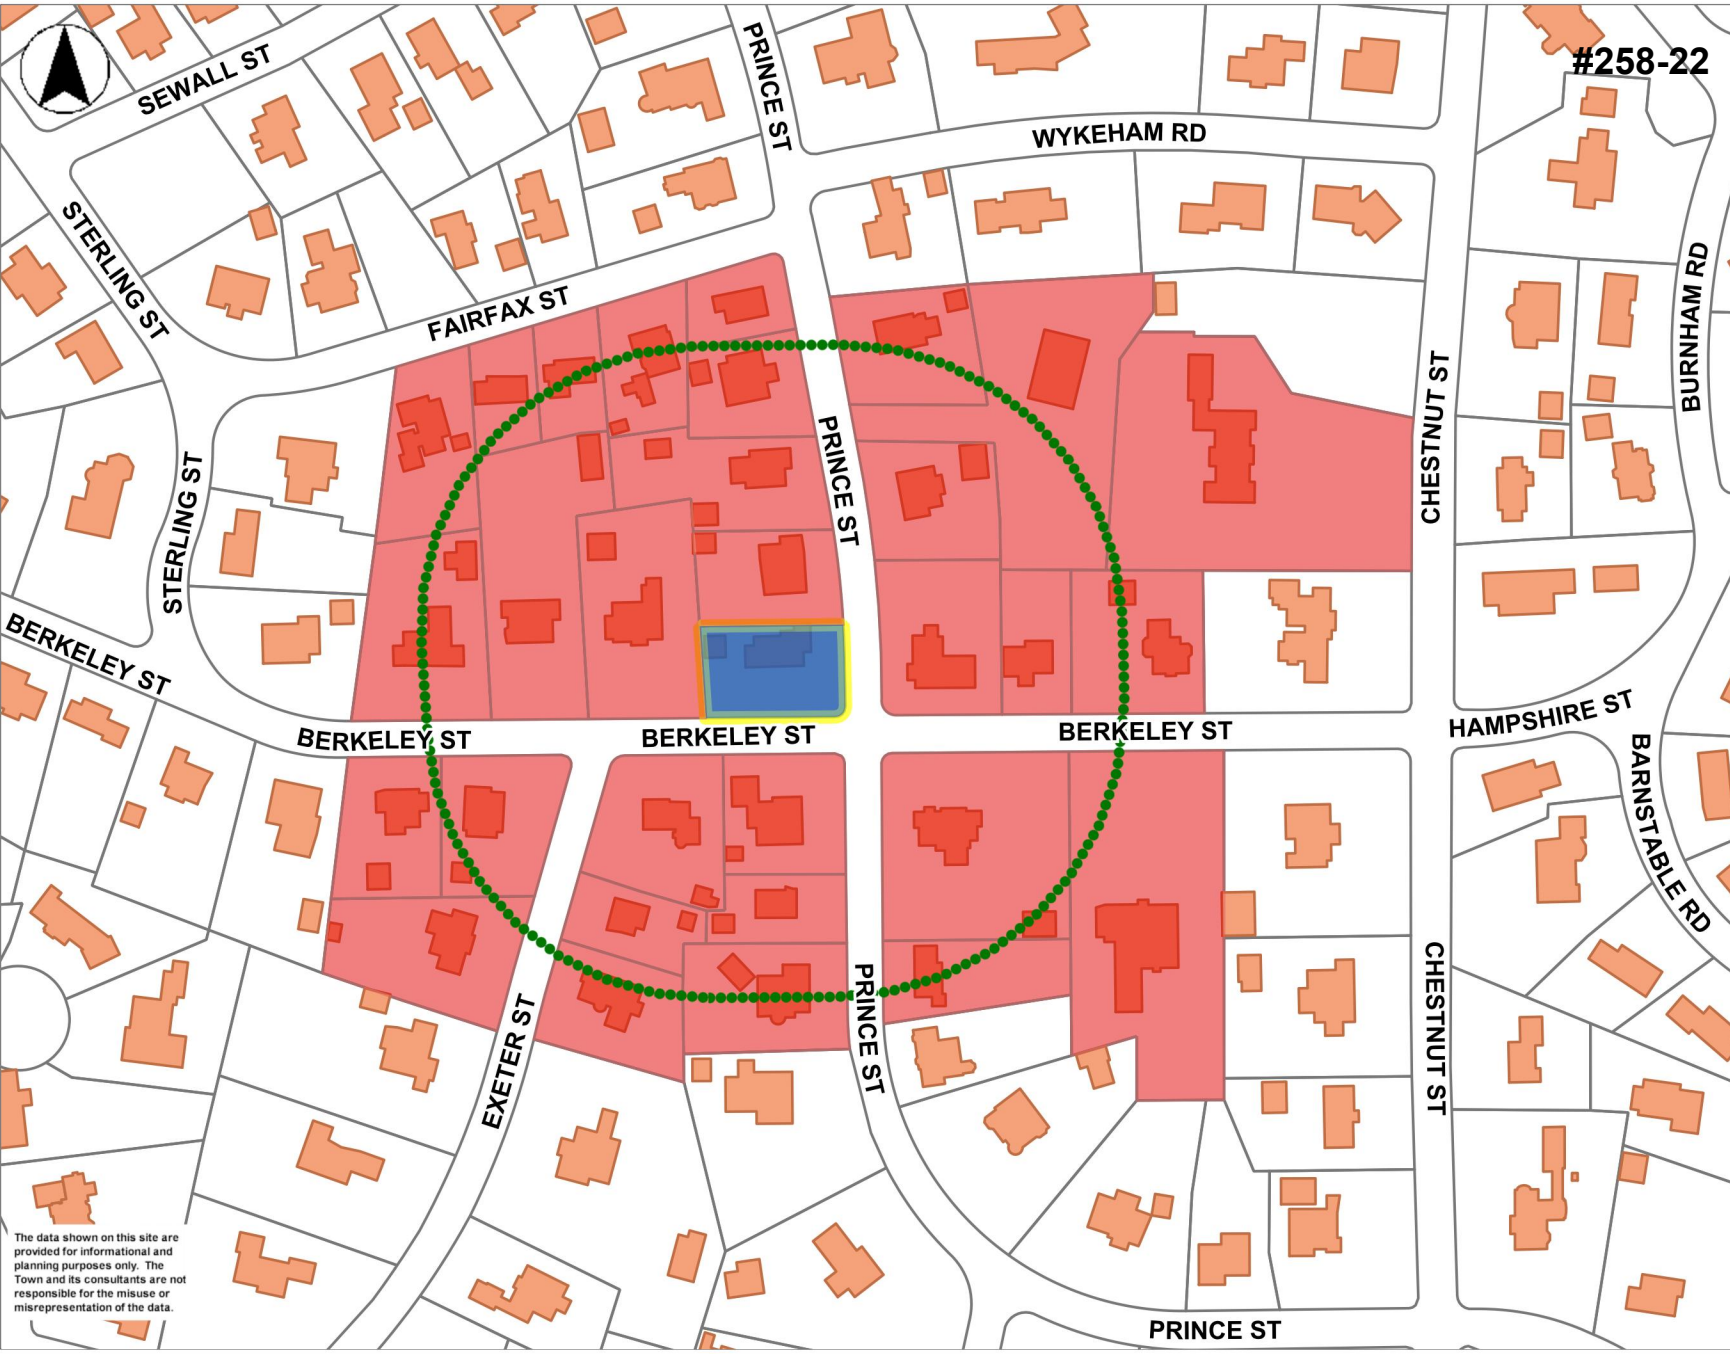 #258-22
SEWALL ST
PRINCE ST
WYKEHAM RD
STERLING ST
FAIRFAX ST
BURNHAM RD
CHESTNUT ST
PRINCE ST
STERLING ST
BERKELEY ST
BERKELEY ST
BERKELEY ST
BERKELEY ST
HAMPSHIRE ST
BARNSTABLE RD
EXETER ST
PRINCE ST
CHESTNUT ST
The data shown on this site are
provided for informational and
planning purposes only. The
Town and its consultants are not
responsible for the misuse or
misrepresentation of the data.
PRINCE ST